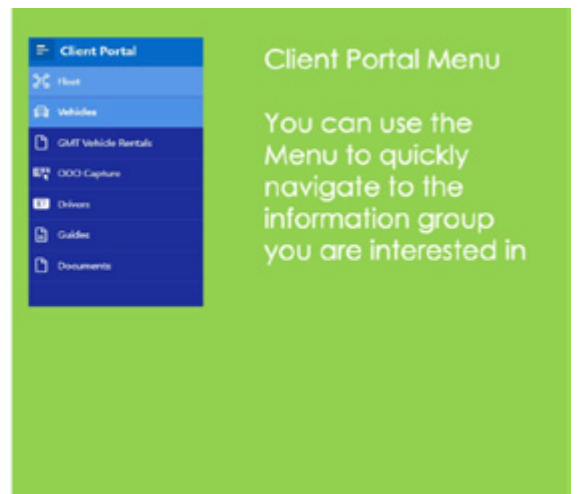 Client Portal
Fleet
Vehicles
GMT Vehicle Rentals
ODO Capture
Drivers
Guides
Documents
Client Portal Menu
You can use the
Menu to quickly
navigate to the
information group
you are interested in